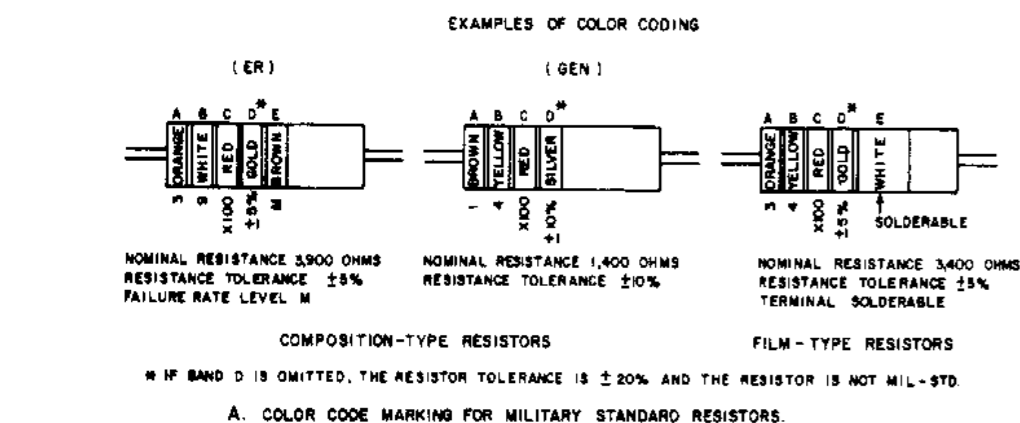 EXAMPLES OF COLOR CODING
(ER)
(GEN)
A B C D* E
ORANGE WHITE RED GOLD BROWN
3 9 X100 ±5% M
NOMINAL RESISTANCE 3,900 OHMS
RESISTANCE TOLERANCE ±5%
FAILURE RATE LEVEL M
A B C D*
BROWN YELLOW RED SILVER
1 4 X100 ±10% +1
NOMINAL RESISTANCE 1,400 OHMS
RESISTANCE TOLERANCE ±10%
A B C D* E
ORANGE YELLOW RED GOLD WHITE
3 4 X100 ±5% SOLDERABLE
NOMINAL RESISTANCE 3,400 OHMS
RESISTANCE TOLERANCE ±5%
TERMINAL SOLDERABLE
COMPOSITION-TYPE RESISTORS
FILM-TYPE RESISTORS
* IF BAND D IS OMITTED, THE RESISTOR TOLERANCE IS ±20% AND THE RESISTOR IS NOT MIL-STD.
A. COLOR CODE MARKING FOR MILITARY STANDARD RESISTORS.